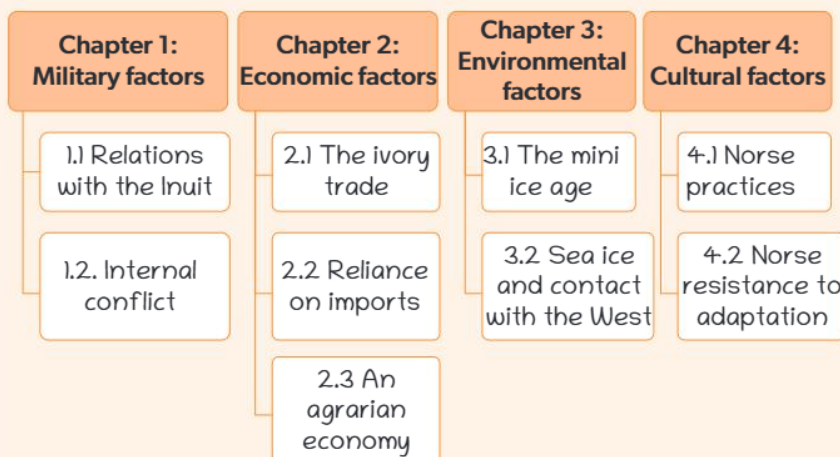 Chapter 1:
Military factors
1.1 Relations
with the Inuit
1.2. Internal
conflict
Chapter 2:
Economic factors
2.1 The ivory
trade
2.2 Reliance
on imports
2.3 An
agrarian
economy
Chapter 3:
Environmental
factors
3.1 The mini
ice age
3.2 Sea ice
and contact
with the West
Chapter 4:
Cultural factors
4.1 Norse
practices
4.2 Norse
resistance to
adaptation